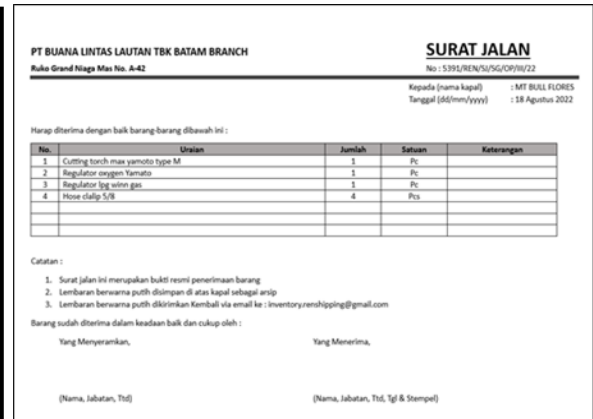 PT BUANA LINTAS LAUTAN TBK BATAM BRANCH
Ruko Grand Niaga Mas No. A-42
SURAT JALAN
No : 5391/REN/SJ/SG/OP/III/22
Kepada (nama kapal) : MT BULL FLORES
Tanggal (dd/mm/yyyy) : 18 Agustus 2022
Harap diterima dengan baik barang-barang dibawah ini :
No. Uraian Jumlah Satuan Keterangan
1 Cutting torch max yamoto type M 1 Pc
2 Regulator oxygen Yamato 1 Pc
3 Regulator lpg winn gas 1 Pc
4 Hose clallp 5/8 4 Pcs
Catatan :
1. Surat jalan ini merupakan bukti resmi penerimaan barang
2. Lembaran berwarna putih disimpan di atas kapal sebagai arsip
3. Lembaran berwarna putih dikirimkan Kembali via email ke : inventory.renshipping@gmail.com
Barang sudah diterima dalam keadaan baik dan cukup oleh :
Yang Menyeramkan, Yang Menerima,
(Nama, Jabatan, Ttd) (Nama, Jabatan, Ttd, Tgl & Stempel)